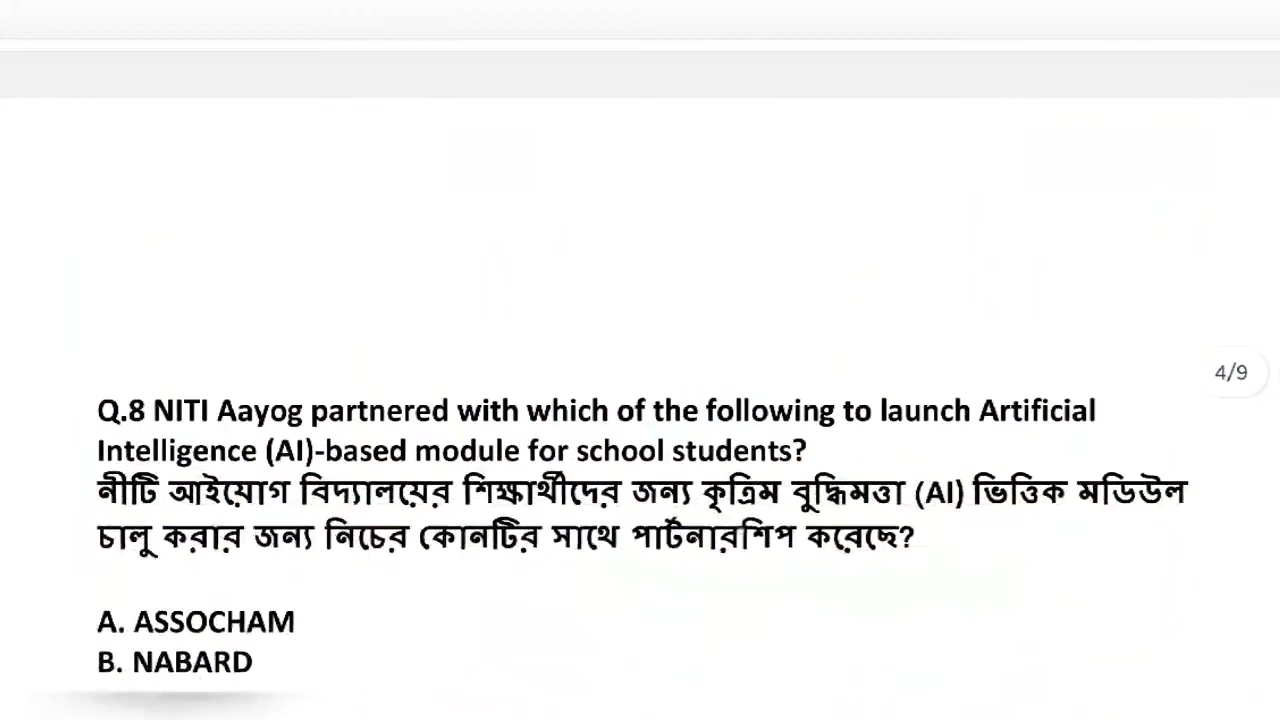 4/9
Q.8 NITI Aayog partnered with which of the following to launch Artificial
Intelligence (AI)-based module for school students?
নীটি আইয়োগ বিদ্যালয়ের শিক্ষার্থীদের জন্য কৃত্রিম বুদ্ধিমত্তা (AI) ভিত্তিক মডিউল
চালু করার জন্য নিচের কোনটির সাথে পার্টনারশিপ করেছে?
A. ASSOCHAM
B. NABARD